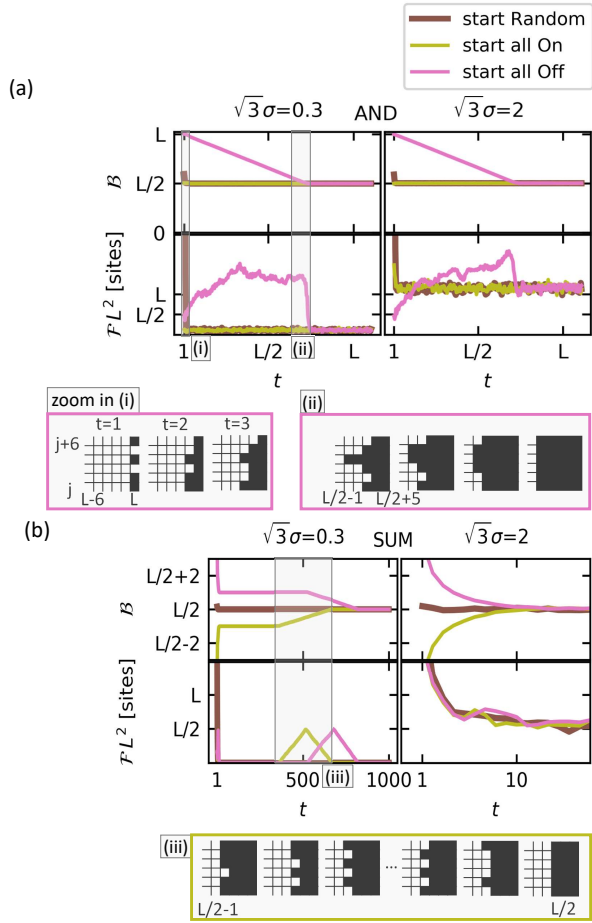 start Random
start all On
start all Off
(a)
√3σ=0.3 AND √3σ=2
L
L/2
0
ℬ
L
L/2
ℱL² [sites]
1 (i) L/2 (ii) L
t
1 L/2 L
t
zoom in (i)
t=1 t=2 t=3
j+6
j
L-6 L
(ii)
L/2-1 L/2+5
(b)
√3σ=0.3 SUM √3σ=2
L/2+2
L/2
L/2-2
ℬ
L
L/2
ℱL² [sites]
1 500 (iii) 1000
t
1 10
t
(iii)
...
L/2-1 L/2